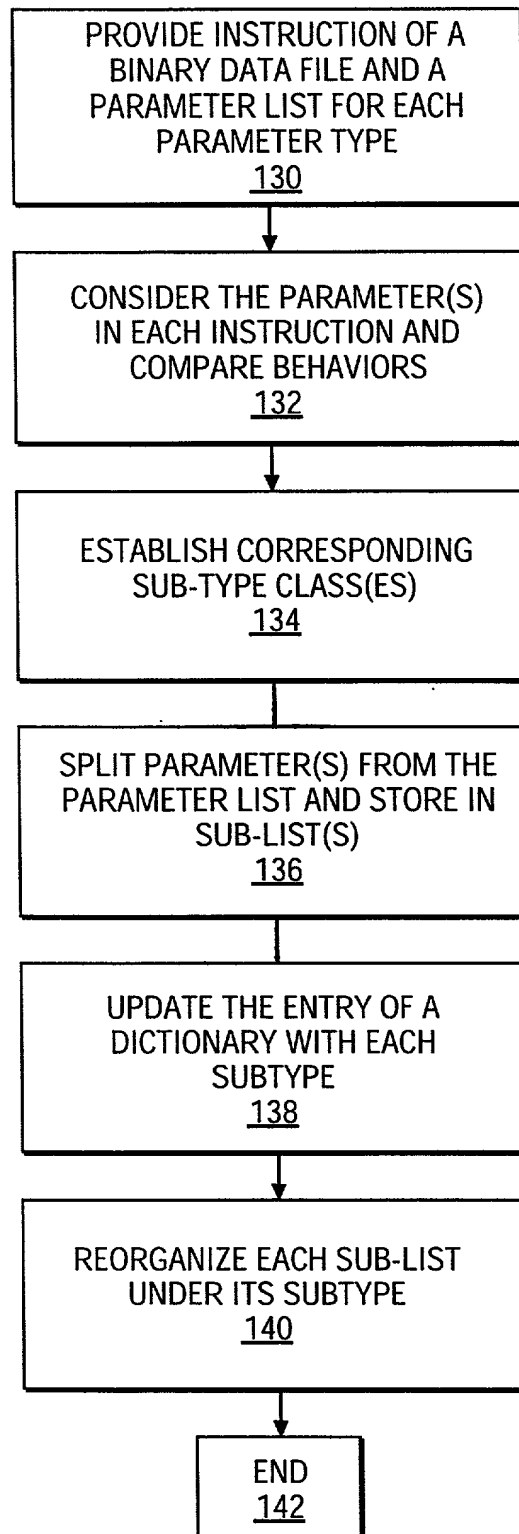 PROVIDE INSTRUCTION OF A
BINARY DATA FILE AND A
PARAMETER LIST FOR EACH
PARAMETER TYPE
130
CONSIDER THE PARAMETER(S)
IN EACH INSTRUCTION AND
COMPARE BEHAVIORS
132
ESTABLISH CORRESPONDING
SUB-TYPE CLASS(ES)
134
SPLIT PARAMETER(S) FROM THE
PARAMETER LIST AND STORE IN
SUB-LIST(S)
136
UPDATE THE ENTRY OF A
DICTIONARY WITH EACH
SUBTYPE
138
REORGANIZE EACH SUB-LIST
UNDER ITS SUBTYPE
140
END
142